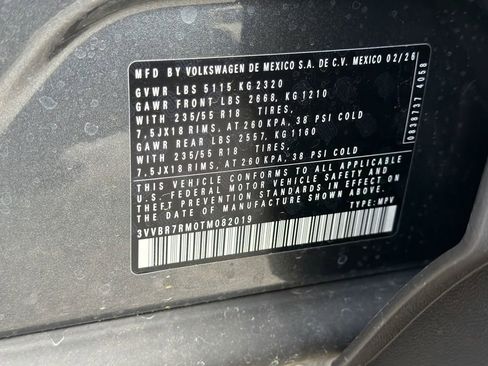 MFD BY VOLKSWAGEN DE MEXICO S.A. DE C.V. MEXICO 02/26
GVWR LBS 5115 KG 2320
GAWR FRONT LBS 2668, KG 1210
WITH 235/55 R18 TIRES,
7.5JX18 RIMS, AT 260 KPA, 38 PSI COLD
GAWR REAR LBS 2557, KG 1160
WITH 235/55 R18 TIRES,
7.5JX18 RIMS, AT 260 KPA, 38 PSI COLD
THIS VEHICLE CONFORMS TO ALL APPLICABLE
U.S. FEDERAL MOTOR VEHICLE SAFETY AND
THEFT PREVENTION STANDARDS IN EFFECT ON THE
DATE OF MANUFACTURE SHOWN ABOVE.
3VVBR7RM0TM082019 TYPE: MPV
0838737 4058